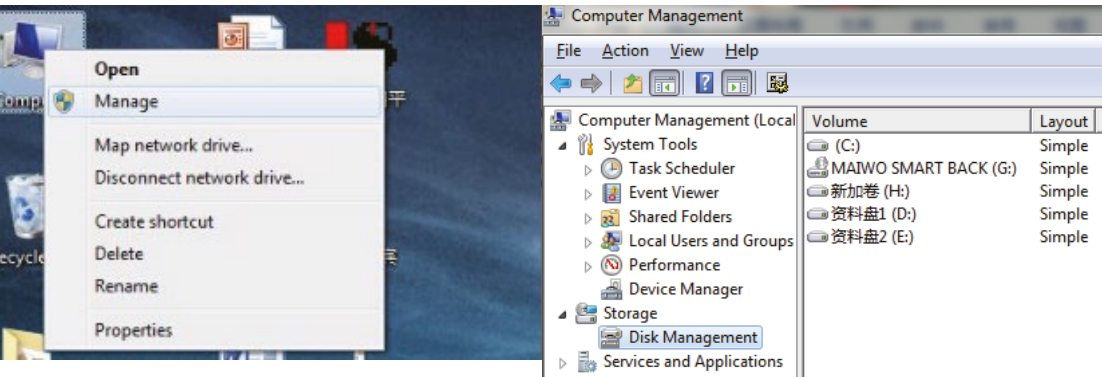 Open
Manage
Map network drive...
Disconnect network drive...
Create shortcut
Delete
Rename
Properties
Computer Management
File Action View Help
Computer Management (Local
System Tools
Task Scheduler
Event Viewer
Shared Folders
Local Users and Groups
Performance
Device Manager
Storage
Disk Management
Services and Applications
Volume Layout
(C:) Simple
MAIWO SMART BACK (G:) Simple
新加卷 (H:) Simple
资料盘1 (D:) Simple
资料盘2 (E:) Simple